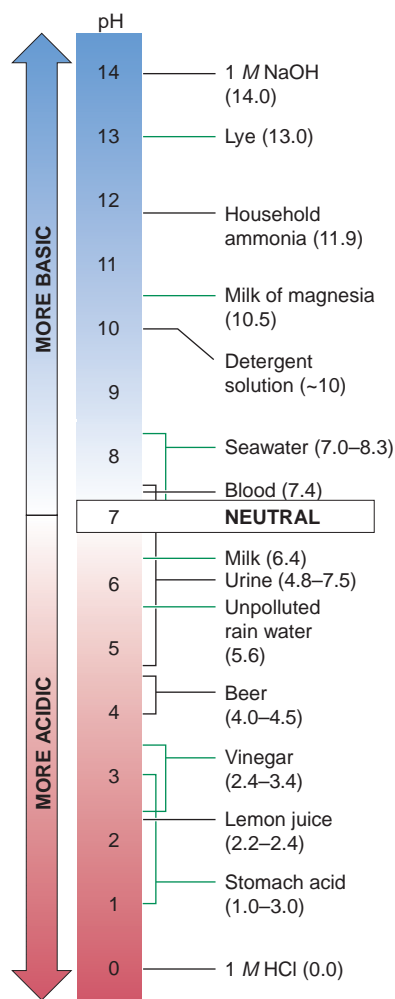 pH
14
1 M NaOH
(14.0)
13
Lye (13.0)
12
Household
ammonia (11.9)
11
Milk of magnesia
(10.5)
10
Detergent
solution (~10)
9
8
Seawater (7.0–8.3)
Blood (7.4)
7
NEUTRAL
Milk (6.4)
6
Urine (4.8–7.5)
Unpolluted
rain water
(5.6)
5
Beer
(4.0–4.5)
4
Vinegar
(2.4–3.4)
3
Lemon juice
(2.2–2.4)
2
Stomach acid
(1.0–3.0)
1
0
1 M HCl (0.0)
MORE BASIC
MORE ACIDIC